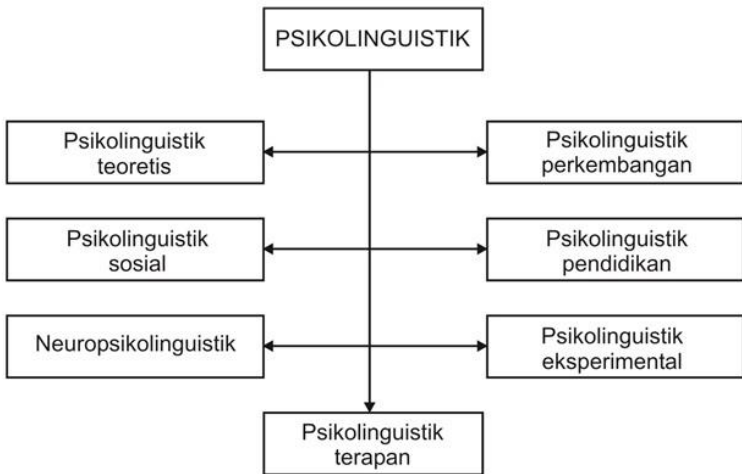 PSIKOLINGUISTIK
Psikolinguistik
teoretis
Psikolinguistik
perkembangan
Psikolinguistik
sosial
Psikolinguistik
pendidikan
Neuropsikolinguistik
Psikolinguistik
eksperimental
Psikolinguistik
terapan